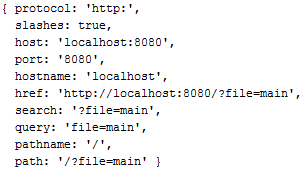 { protocol: 'http:',
  slashes: true,
  host: 'localhost:8080',
  port: '8080',
  hostname: 'localhost',
  href: 'http://localhost:8080/?file=main',
  search: '?file=main',
  query: 'file=main',
  pathname: '/',
  path: '/?file=main' }